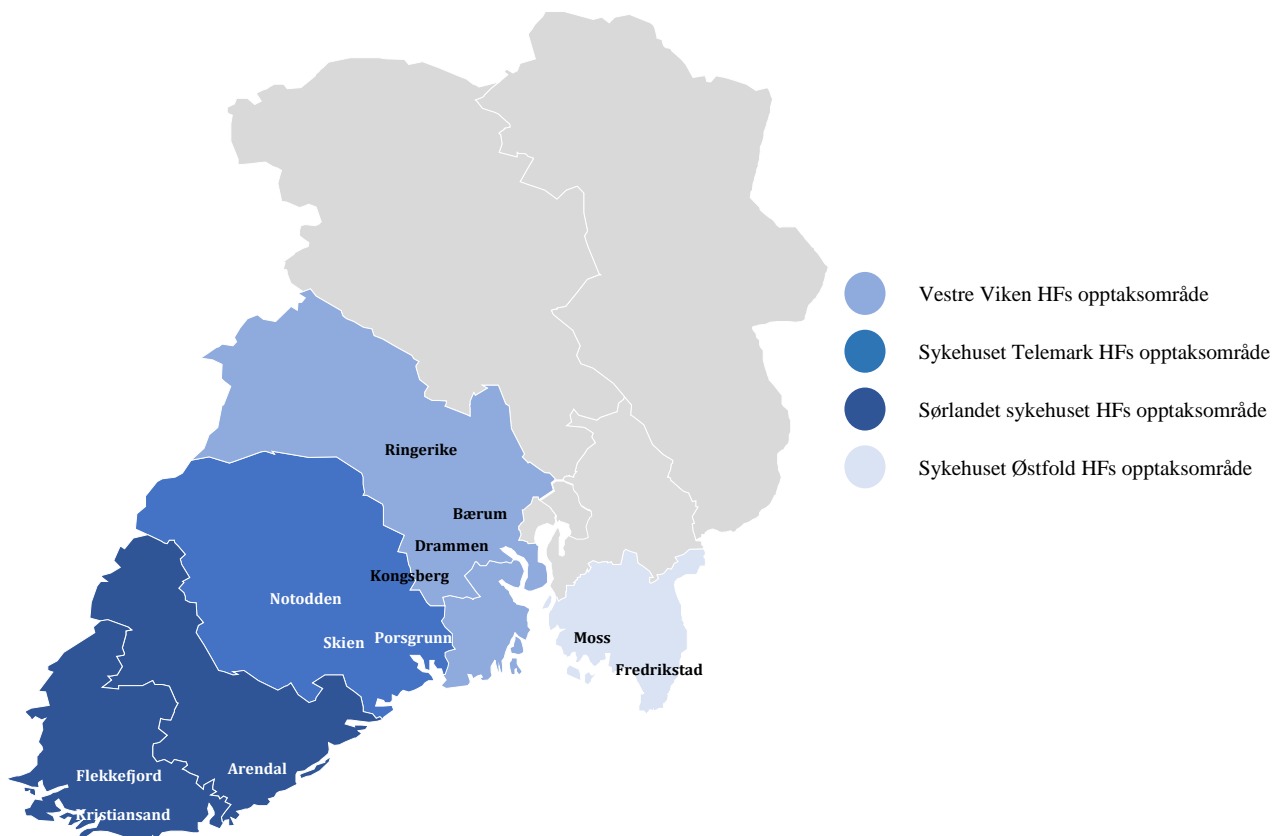 Vestre Viken HFs opptaksområde
Sykehuset Telemark HFs opptaksområde
Sørlandet sykehuset HFs opptaksområde
Sykehuset Østfold HFs opptaksområde
Ringerike
Bærum
Drammen
Kongsberg
Notodden
Skien
Porsgrunn
Moss
Fredrikstad
Flekkefjord
Arendal
Kristiansand